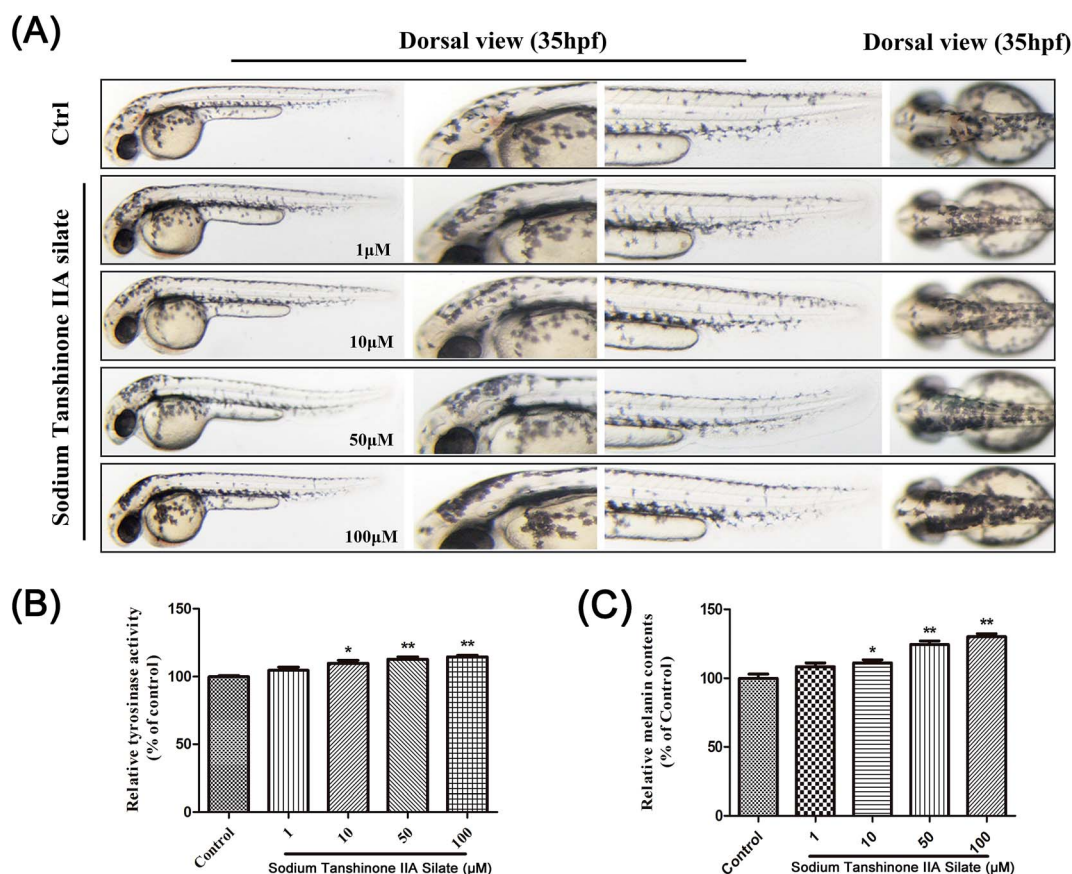 (A)
Dorsal view (35hpf)
Dorsal view (35hpf)
Ctrl
Sodium Tanshinone IIA silate
1μM
10μM
50μM
100μM
(B)
Relative tyrosinase activity
(% of control)
150
100
50
0
*
**
**
Control
1
10
50
100
Sodium Tanshinone IIA Silate (μM)
(C)
Relative melanin contents
(% of Control)
150
100
50
0
*
**
**
Control
1
10
50
100
Sodium Tanshinone IIA Silate (μM)